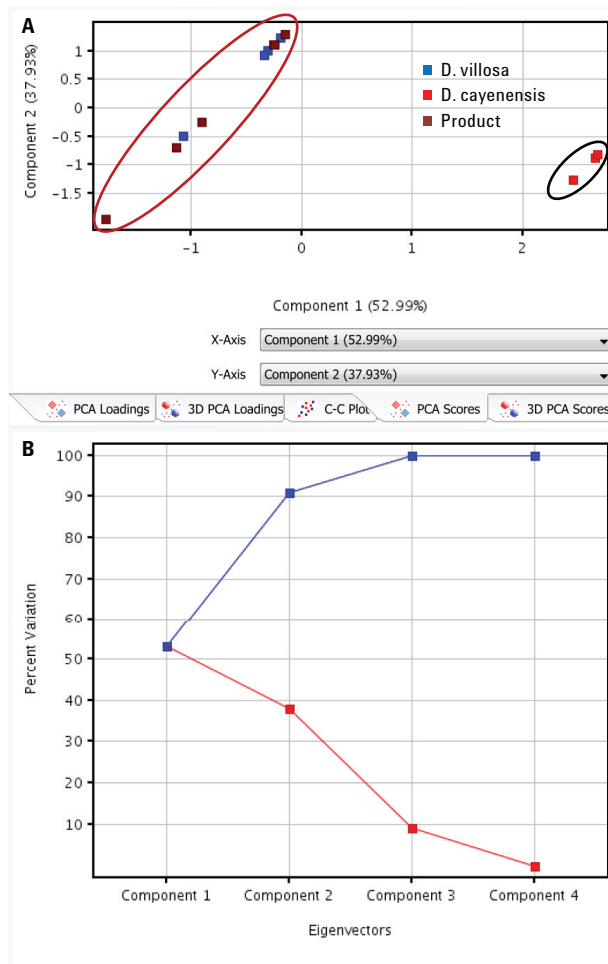 A
Component 2 (37.93%)
1
0.5
0
−0.5
−1
−1.5
D. villosa
D. cayenensis
Product
−1 0 1 2
Component 1 (52.99%)
X-Axis Component 1 (52.99%)
Y-Axis Component 2 (37.93%)
PCA Loadings 3D PCA Loadings C-C Plot PCA Scores 3D PCA Scores
B
Percent Variation
100
90
80
70
60
50
40
30
20
10
Component 1 Component 2 Component 3 Component 4
Eigenvectors